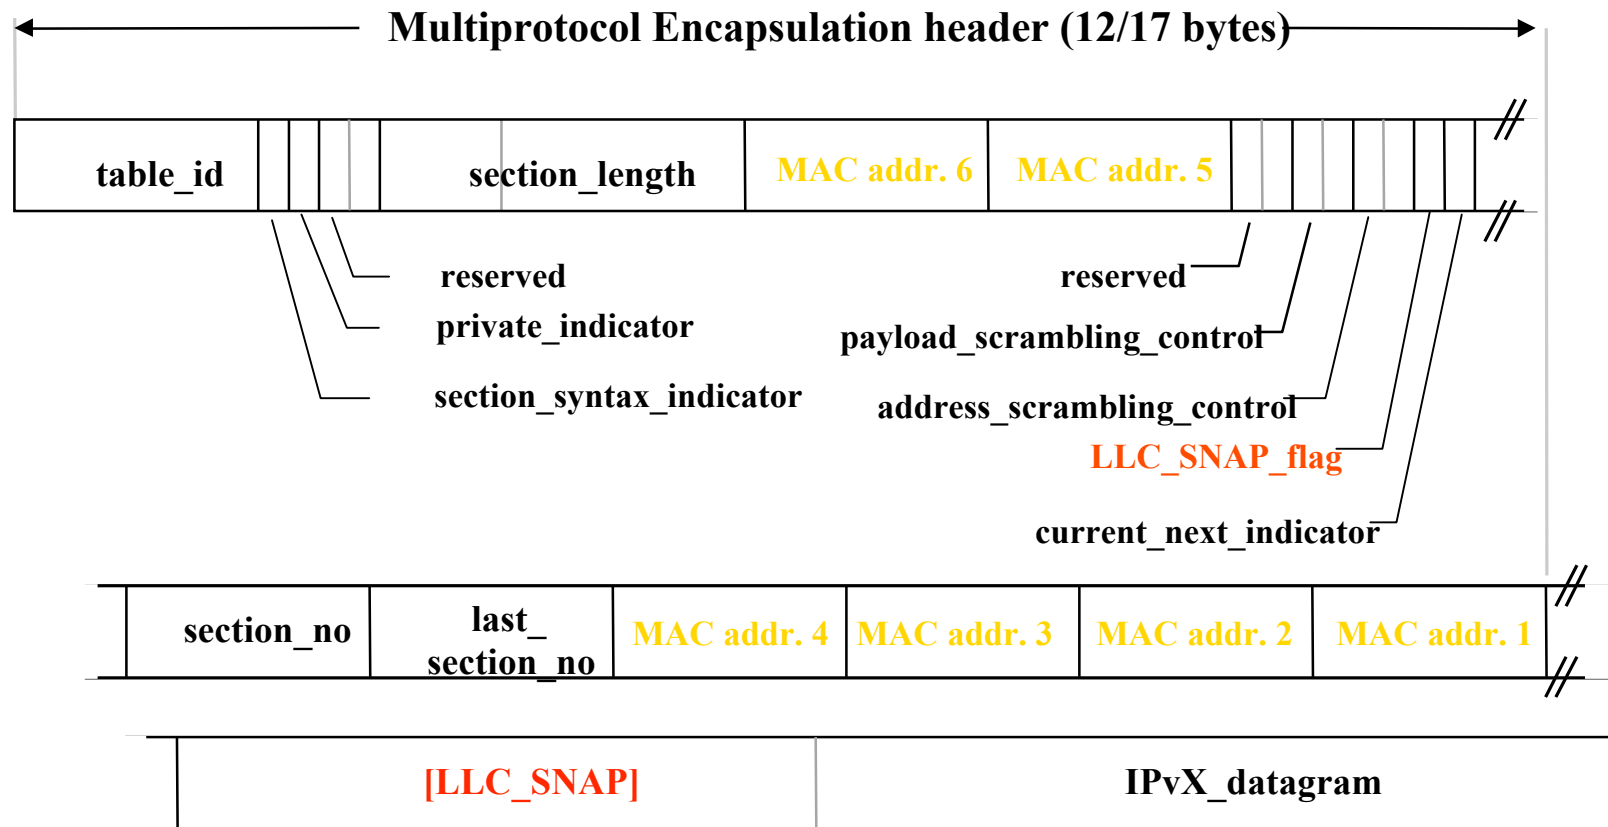 Multiprotocol Encapsulation header (12/17 bytes)
table_id
section_length
MAC addr. 6
MAC addr. 5
reserved
private_indicator
section_syntax_indicator
reserved
payload_scrambling_control
address_scrambling_control
LLC_SNAP_flag
current_next_indicator
section_no
last_
section_no
MAC addr. 4
MAC addr. 3
MAC addr. 2
MAC addr. 1
[LLC_SNAP]
IPvX_datagram